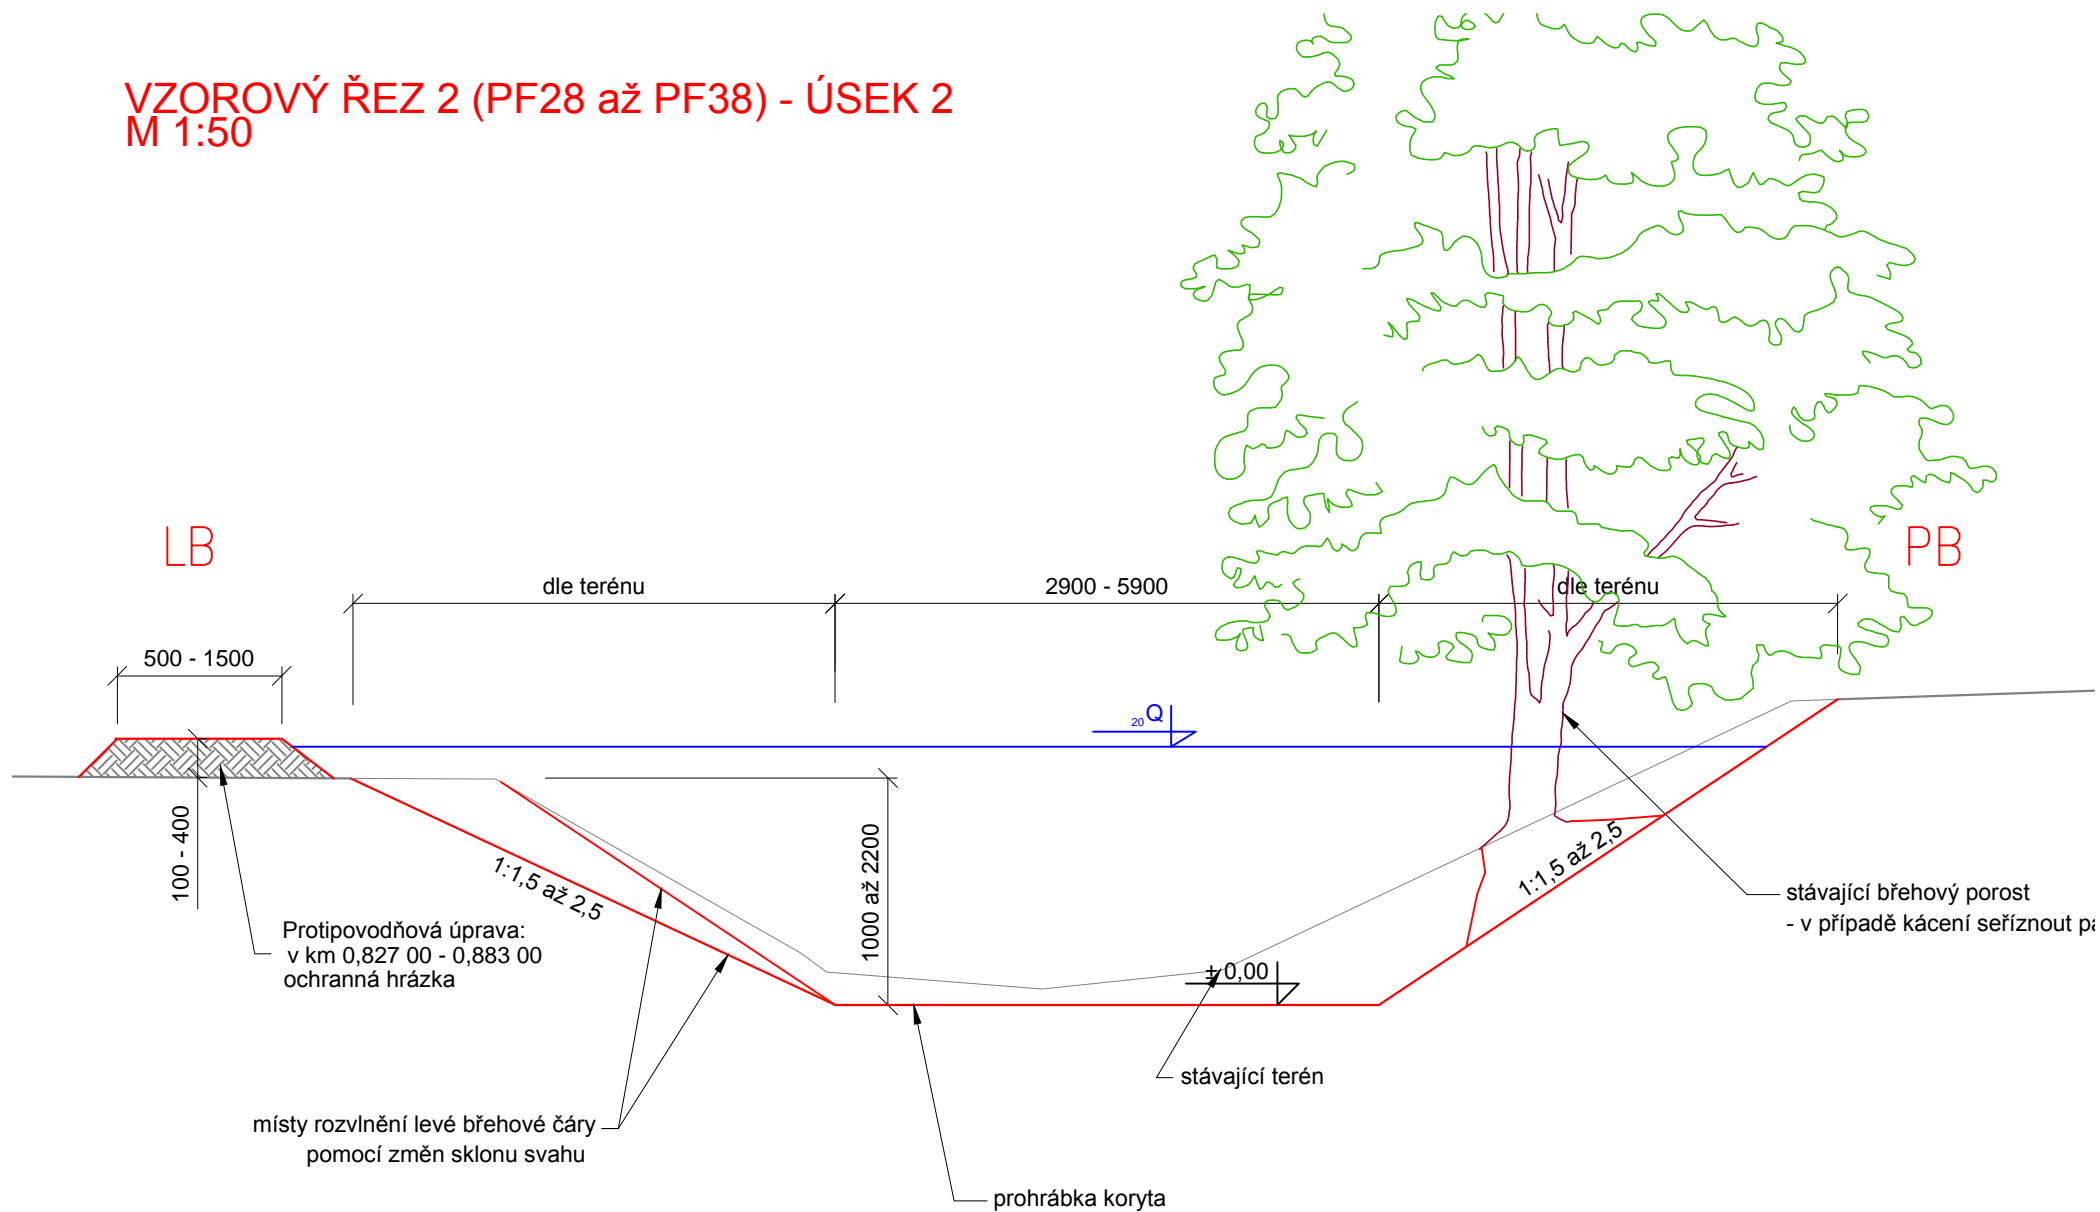 VZOROVÝ ŘEZ 2 (PF28 až PF38) - ÚSEK 2
M 1:50
LB
PB
dle terénu
2900 - 5900
dle terénu
500 - 1500
20Q
100 - 400
1:1,5 až 2,5
1000 až 2200
1:1,5 až 2,5
stávající břehový porost
- v případě kácení seříznout
Protipovodňová úprava:
v km 0,827 00 - 0,883 00
ochranná hrázka
±0,00
stávající terén
místy rozvlnění levé břehové čáry
pomocí změn sklonu svahu
prohrábka koryta